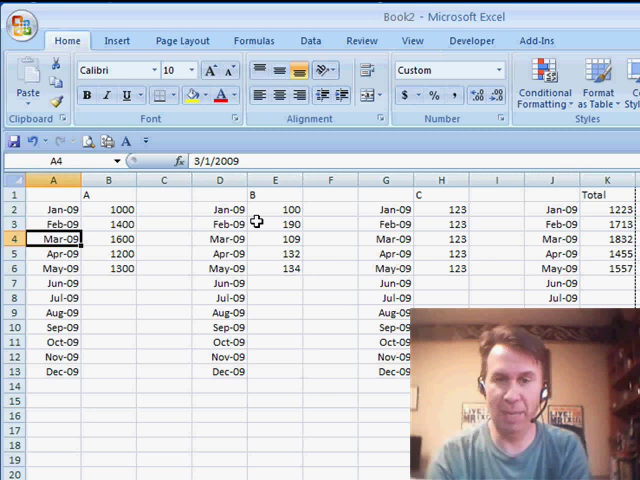 Book2 - Microsoft Excel
Home Insert Page Layout Formulas Data Review View Developer Add-Ins
Calibri 10 A A Custom
Paste B I U A $ % , .0 .00 .00 .0 Conditional Formatting Format as Table
Clipboard Font Alignment Number Styles
A4 fx 3/1/2009
A B C D E F G H I J K
1 A B C Total
2 Jan-09 1000 Jan-09 100 Jan-09 123 Jan-09 1223
3 Feb-09 1400 Feb-09 190 Feb-09 123 Feb-09 1713
4 Mar-09 1600 Mar-09 109 Mar-09 123 Mar-09 1832
5 Apr-09 1200 Apr-09 132 Apr-09 123 Apr-09 1455
6 May-09 1300 May-09 134 May-09 123 May-09 1557
7 Jun-09 Jun-09 Jun-09 Jun-09
8 Jul-09 Jul-09 Jul-09 Jul-09
9 Aug-09 Aug-09 Aug-09
10 Sep-09 Sep-09 Sep-09
11 Oct-09 Oct-09 Oct-09
12 Nov-09 Nov-09 Nov-09
13 Dec-09 Dec-09 Dec-09
14
15
16
17
18
19
20
LIVE!
LIVE!